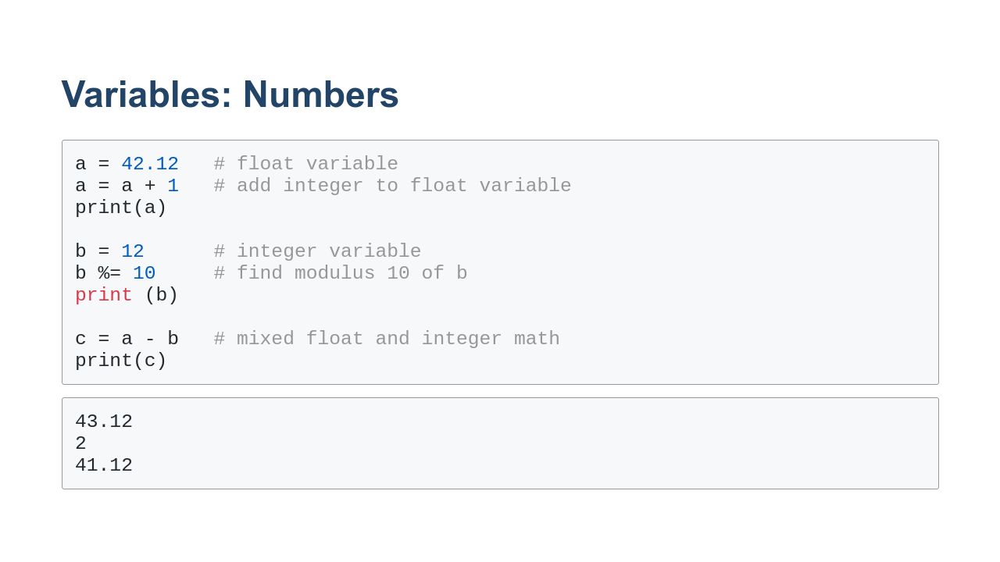 Variables: Numbers
a = 42.12   # float variable
a = a + 1   # add integer to float variable
print(a)
b = 12      # integer variable
b %= 10     # find modulus 10 of b
print (b)
c = a - b   # mixed float and integer math
print(c)
43.12
2
41.12